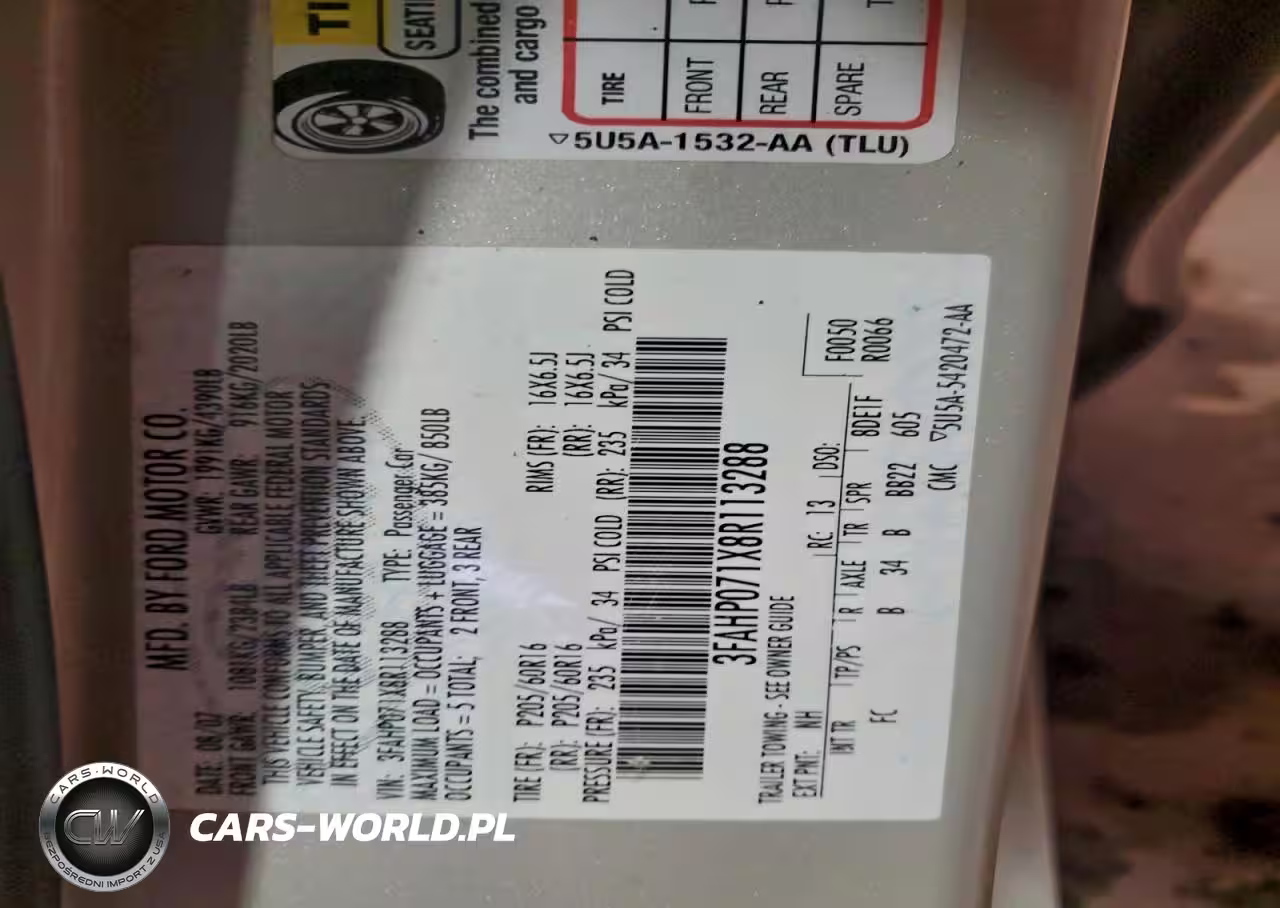 TI
SEATI
The combined
and cargo
TIRE
FRONT
REAR
SPARE
5U5A-1532-AA (TLU)
MFD. BY FORD MOTOR CO.
DATE: 08/07 GVWR: 1991KG/4390LB
FRONT GAWR: 1081KG/2384LB REAR GAWR: 916KG/2020LB
THIS VEHICLE CONFORMS TO ALL APPLICABLE FEDERAL MOTOR
VEHICLE SAFETY, BUMPER, AND THEFT PREVENTION STANDARDS
IN EFFECT ON THE DATE OF MANUFACTURE SHOWN ABOVE.
VIN: 3FAHP071X8R113288 TYPE: Passenger Car
MAXIMUM LOAD = OCCUPANTS + LUGGAGE = 385KG/ 850LB
OCCUPANTS = 5 TOTAL; 2 FRONT, 3 REAR
TIRE (FR): P205/60R16 RIMS (FR): 16X6.5J
(RR): P205/60R16 (RR): 16X6.5J
PRESSURE (FR): 235 kPa/ 34 PSI COLD (RR): 235 kPa/ 34 PSI COLD
3FAHP071X8R113288
TRAILER TOWING - SEE OWNER GUIDE
EXT PNT: NH RC: 13 DSO: F0050
R0066
INT TR TP/PS R AXLE TR SPR 8DE1F
FC B 34 B BB22 605
CMC 5U5A-5420472-AA
CARS-WORLD
CW
BEZPOŚREDNI IMPORT Z USA
CARS-WORLD.PL